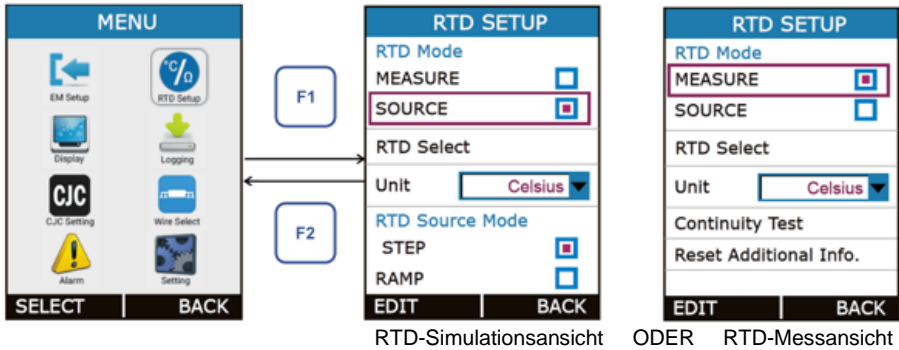 MENU
EM Setup
°C/Ω
RTD Setup
Display
Logging
CJC
CJC Setting
Wire Select
Alarm
Setting
SELECT BACK
F1
F2
RTD SETUP
RTD Mode
MEASURE
SOURCE
RTD Select
Unit Celsius
RTD Source Mode
STEP
RAMP
EDIT BACK
RTD SETUP
RTD Mode
MEASURE
SOURCE
RTD Select
Unit Celsius
Continuity Test
Reset Additional Info.
EDIT BACK
RTD-Simulationsansicht ODER RTD-Messansicht